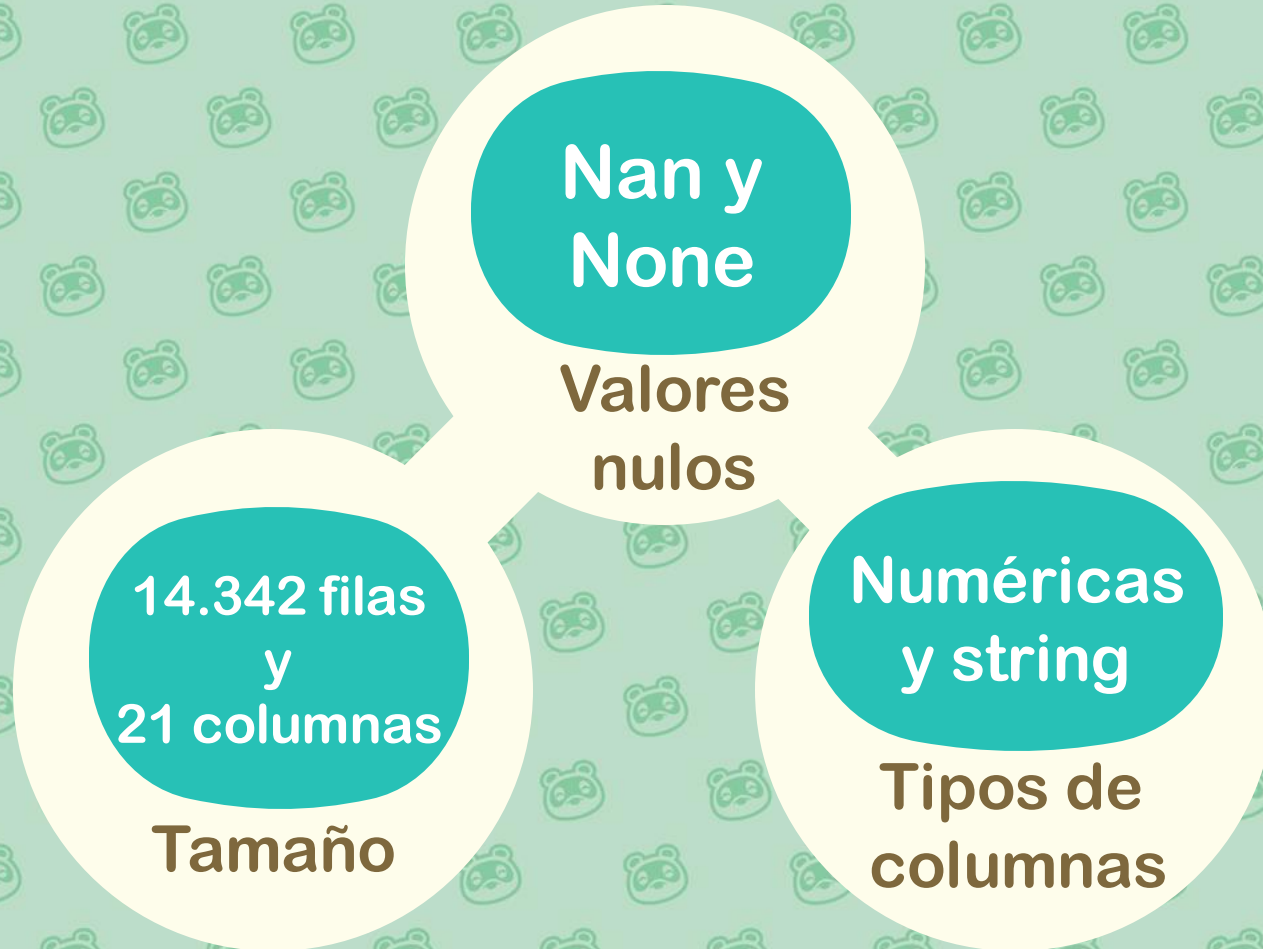 Nan y
None
Valores
nulos
14.342 filas
y
21 columnas
Tamaño
Numéricas
y string
Tipos de
columnas